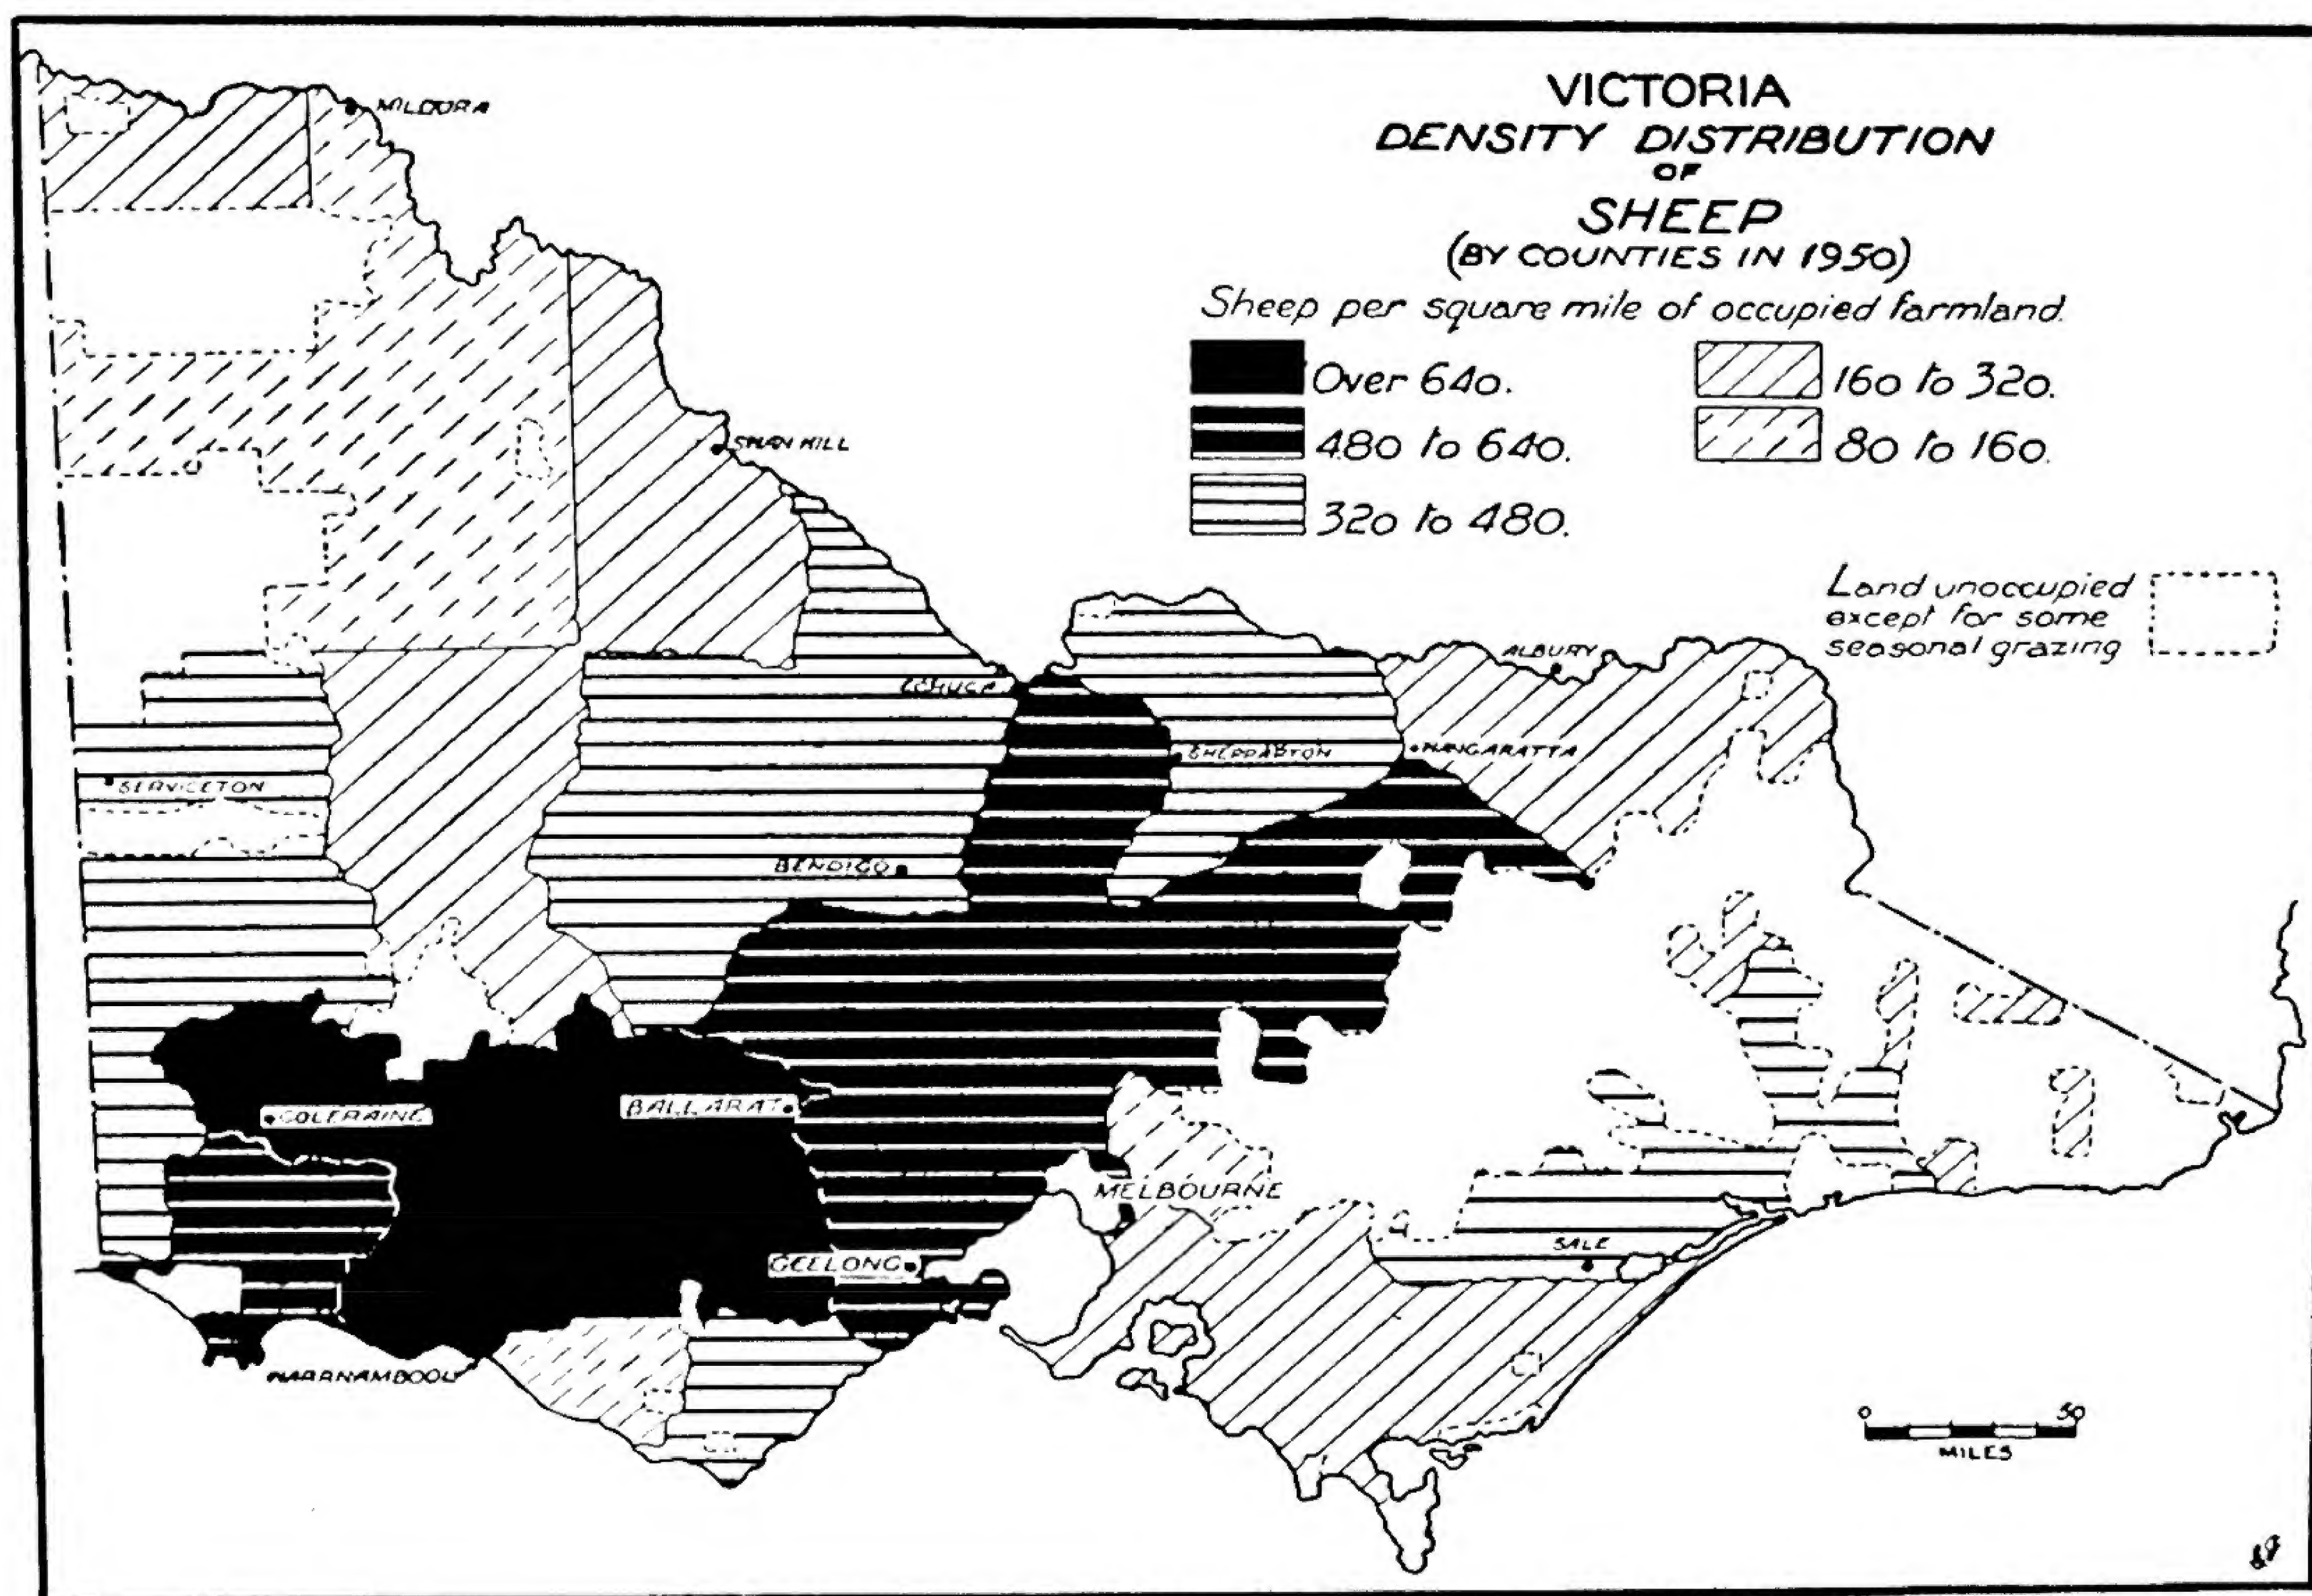 VICTORIA
DENSITY DISTRIBUTION
OF
SHEEP
(BY COUNTIES IN 1950)
Sheep per square mile of occupied farmland.
Over 640.
160 to 320.
480 to 640.
80 to 160.
320 to 480.
Land unoccupied
except for some
seasonal grazing
MILDURA
SWAN HILL
ECHUCA
ALBURY
SHEPPARTON
WANGARATTA
SERVICETON
BENDIGO
COLERAINE
BALLARAT
MELBOURNE
GEELONG
SALE
WARRNAMBOOL
0 50
MILES